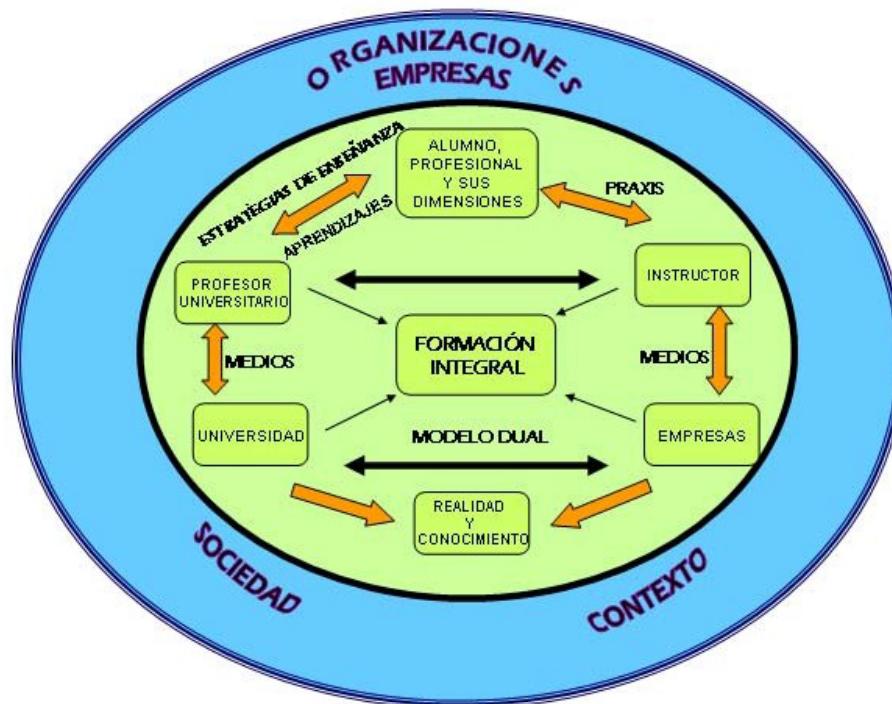 ORGANIZACIONES
EMPRESAS
ESTRATEGIAS DE ENSEÑANZA
APRENDIZAJES
ALUMNO,
PROFESIONAL
Y SUS
DIMENSIONES
PRAXIS
PROFESOR
UNIVERSITARIO
INSTRUCTOR
FORMACIÓN
INTEGRAL
MEDIOS
MEDIOS
UNIVERSIDAD
MODELO DUAL
EMPRESAS
REALIDAD
Y
CONOCIMIENTO
SOCIEDAD
CONTEXTO